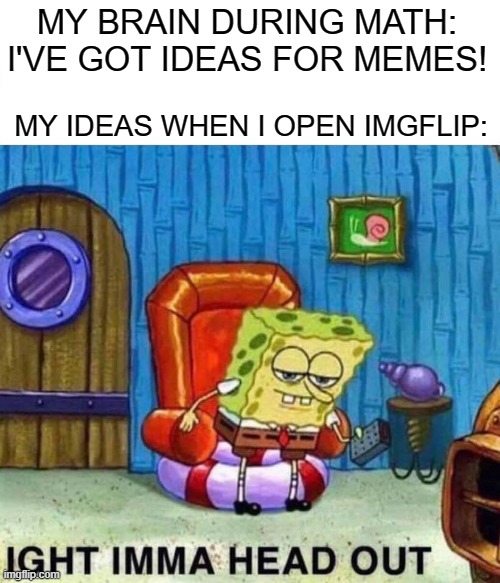 MY BRAIN DURING MATH:
I'VE GOT IDEAS FOR MEMES!
MY IDEAS WHEN I OPEN IMGFLIP:
IGHT IMMA HEAD OUT
imgflip.com